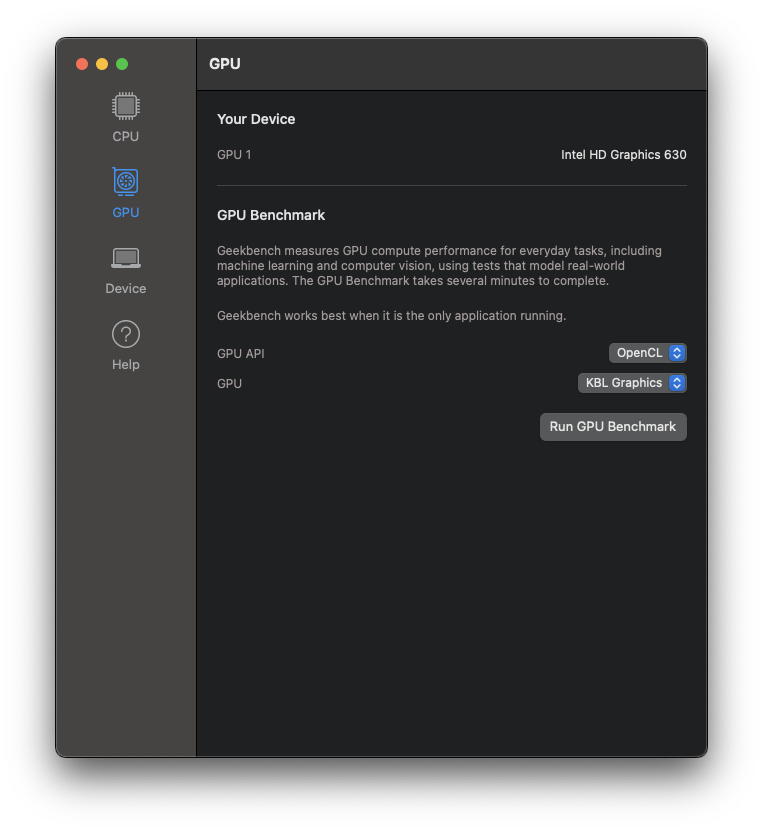 GPU
CPU
GPU
Device
Help
Your Device
GPU 1 Intel HD Graphics 630
GPU Benchmark
Geekbench measures GPU compute performance for everyday tasks, including
machine learning and computer vision, using tests that model real-world
applications. The GPU Benchmark takes several minutes to complete.
Geekbench works best when it is the only application running.
GPU API OpenCL
GPU KBL Graphics
Run GPU Benchmark